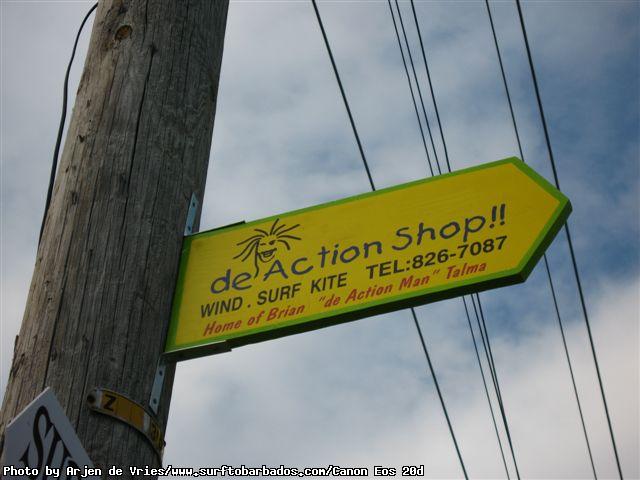 de Action Shop!!
WIND . SURF KITE TEL:826-7087
Home of Brian "de Action Man" Talma
Z
SU
Photo by Arjen de Vries/www.surftobarbados.com/Canon Eos 20d